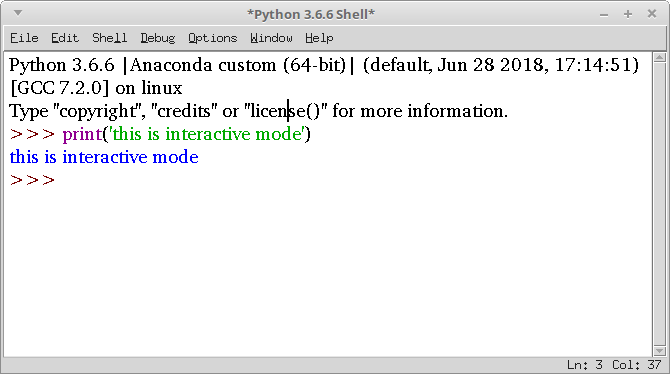 *Python 3.6.6 Shell*
File Edit Shell Debug Options Window Help
Python 3.6.6 |Anaconda custom (64-bit)| (default, Jun 28 2018, 17:14:51)
[GCC 7.2.0] on linux
Type "copyright", "credits" or "license()" for more information.
>>> print('this is interactive mode')
this is interactive mode
>>>
Ln: 3 Col: 37